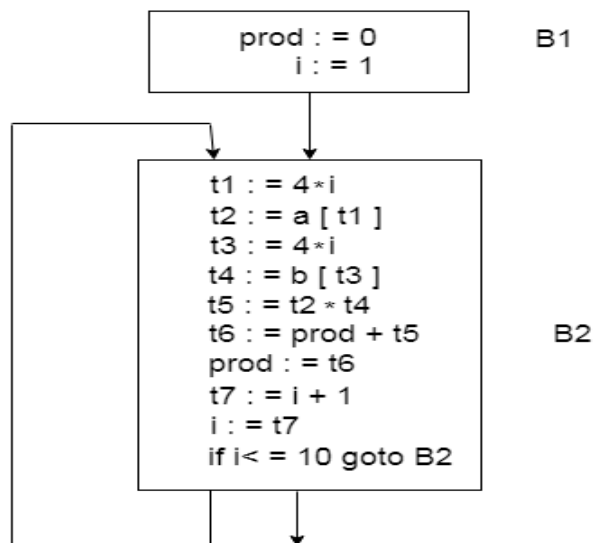 prod : = 0
i : = 1
B1
t1 : = 4*i
t2 : = a [ t1 ]
t3 : = 4*i
t4 : = b [ t3 ]
t5 : = t2 * t4
t6 : = prod + t5
prod : = t6
t7 : = i + 1
i : = t7
if i< = 10 goto B2
B2